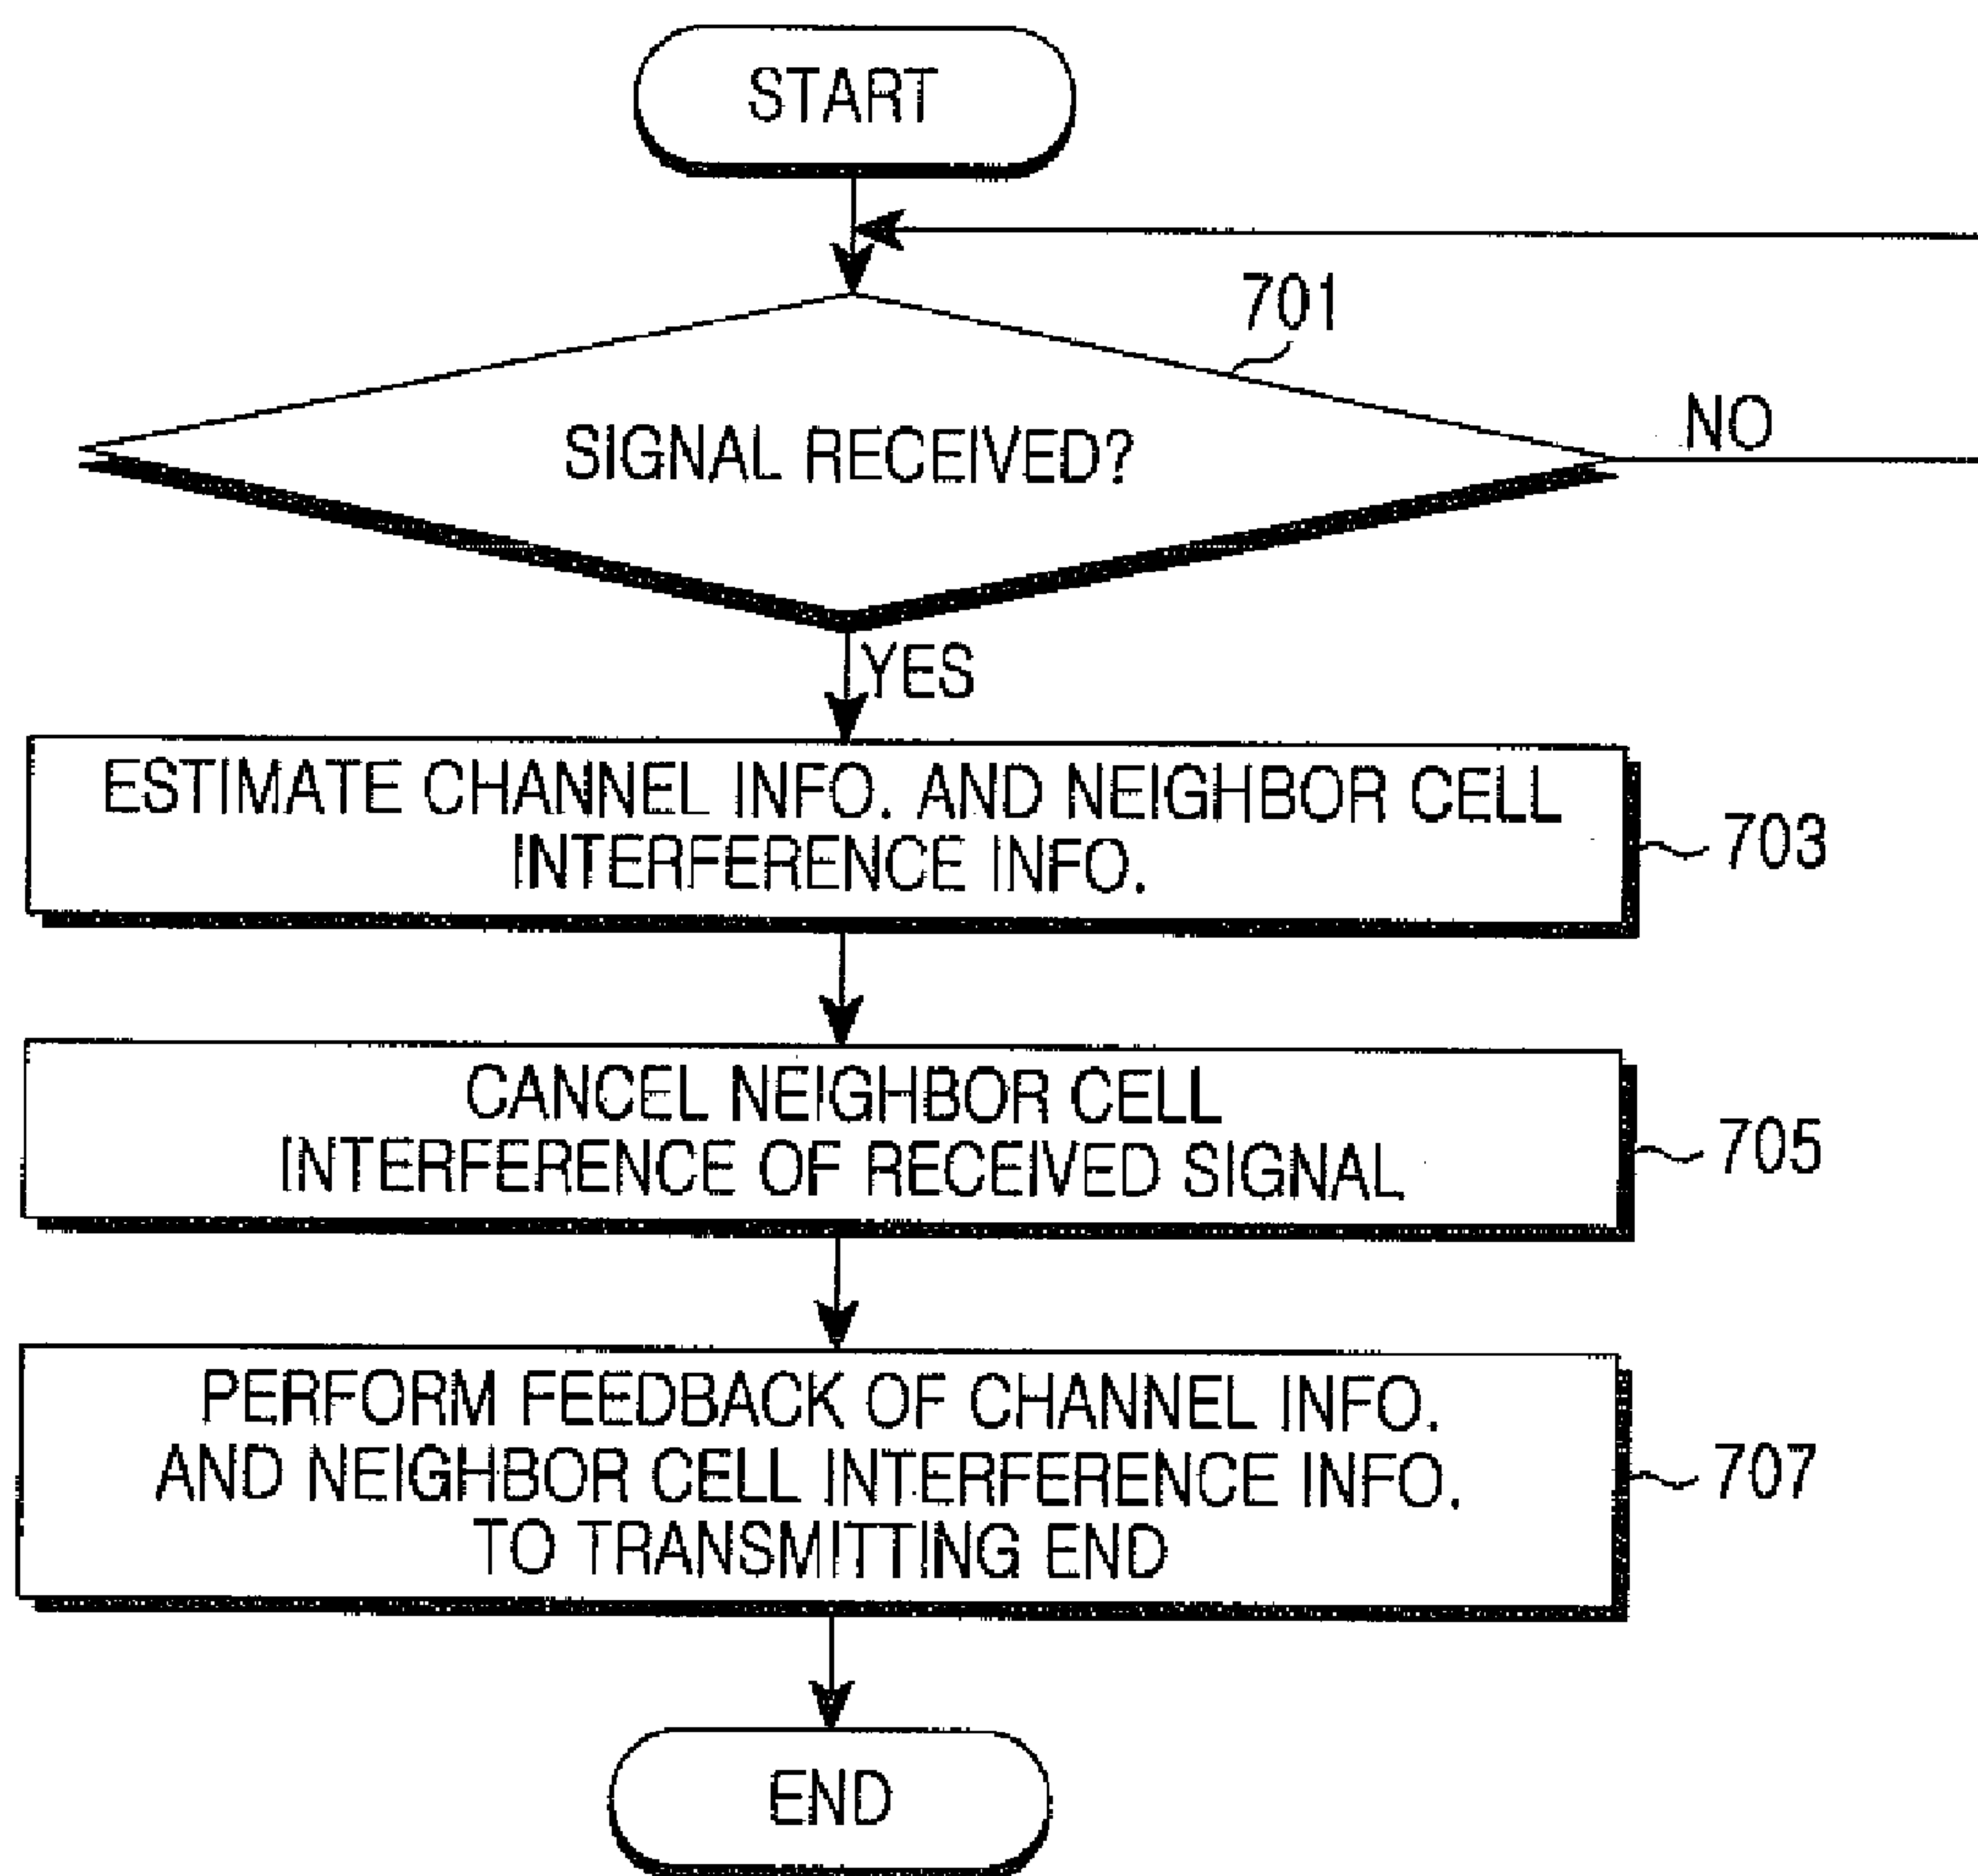 START
701
SIGNAL RECEIVED?
NO
YES
ESTIMATE CHANNEL INFO. AND NEIGHBOR CELL
INTERFERENCE INFO.
703
CANCEL NEIGHBOR CELL
INTERFERENCE OF RECEIVED SIGNAL
705
PERFORM FEEDBACK OF CHANNEL INFO.
AND NEIGHBOR CELL INTERFERENCE INFO.
TO TRANSMITTING END
707
END